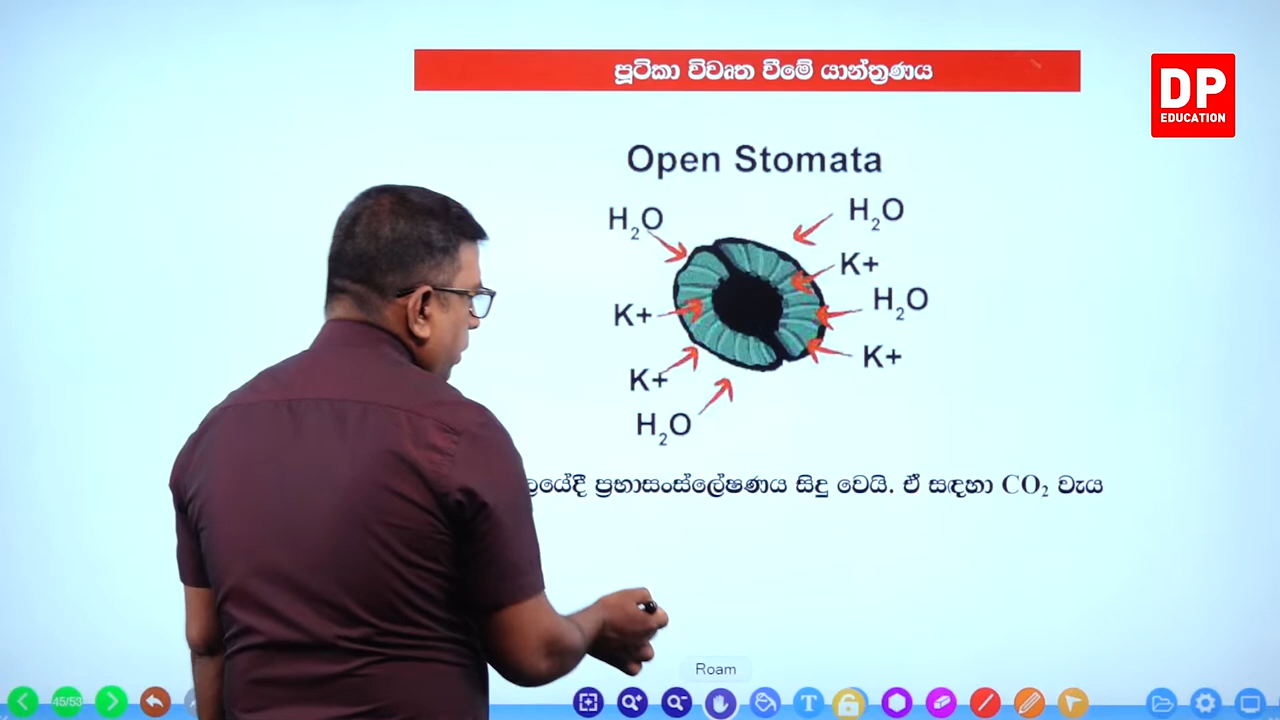 පූටිකා විවෘත වීමේ යාන්ත්‍රණය
DP
EDUCATION
Open Stomata
H₂O
H₂O
K+
H₂O
K+
K+
K+
H₂O
ප්‍රභාසංස්ලේෂණය සිදු වෙයි. ඒ සඳහා CO₂ වැය
Roam
45/53
T